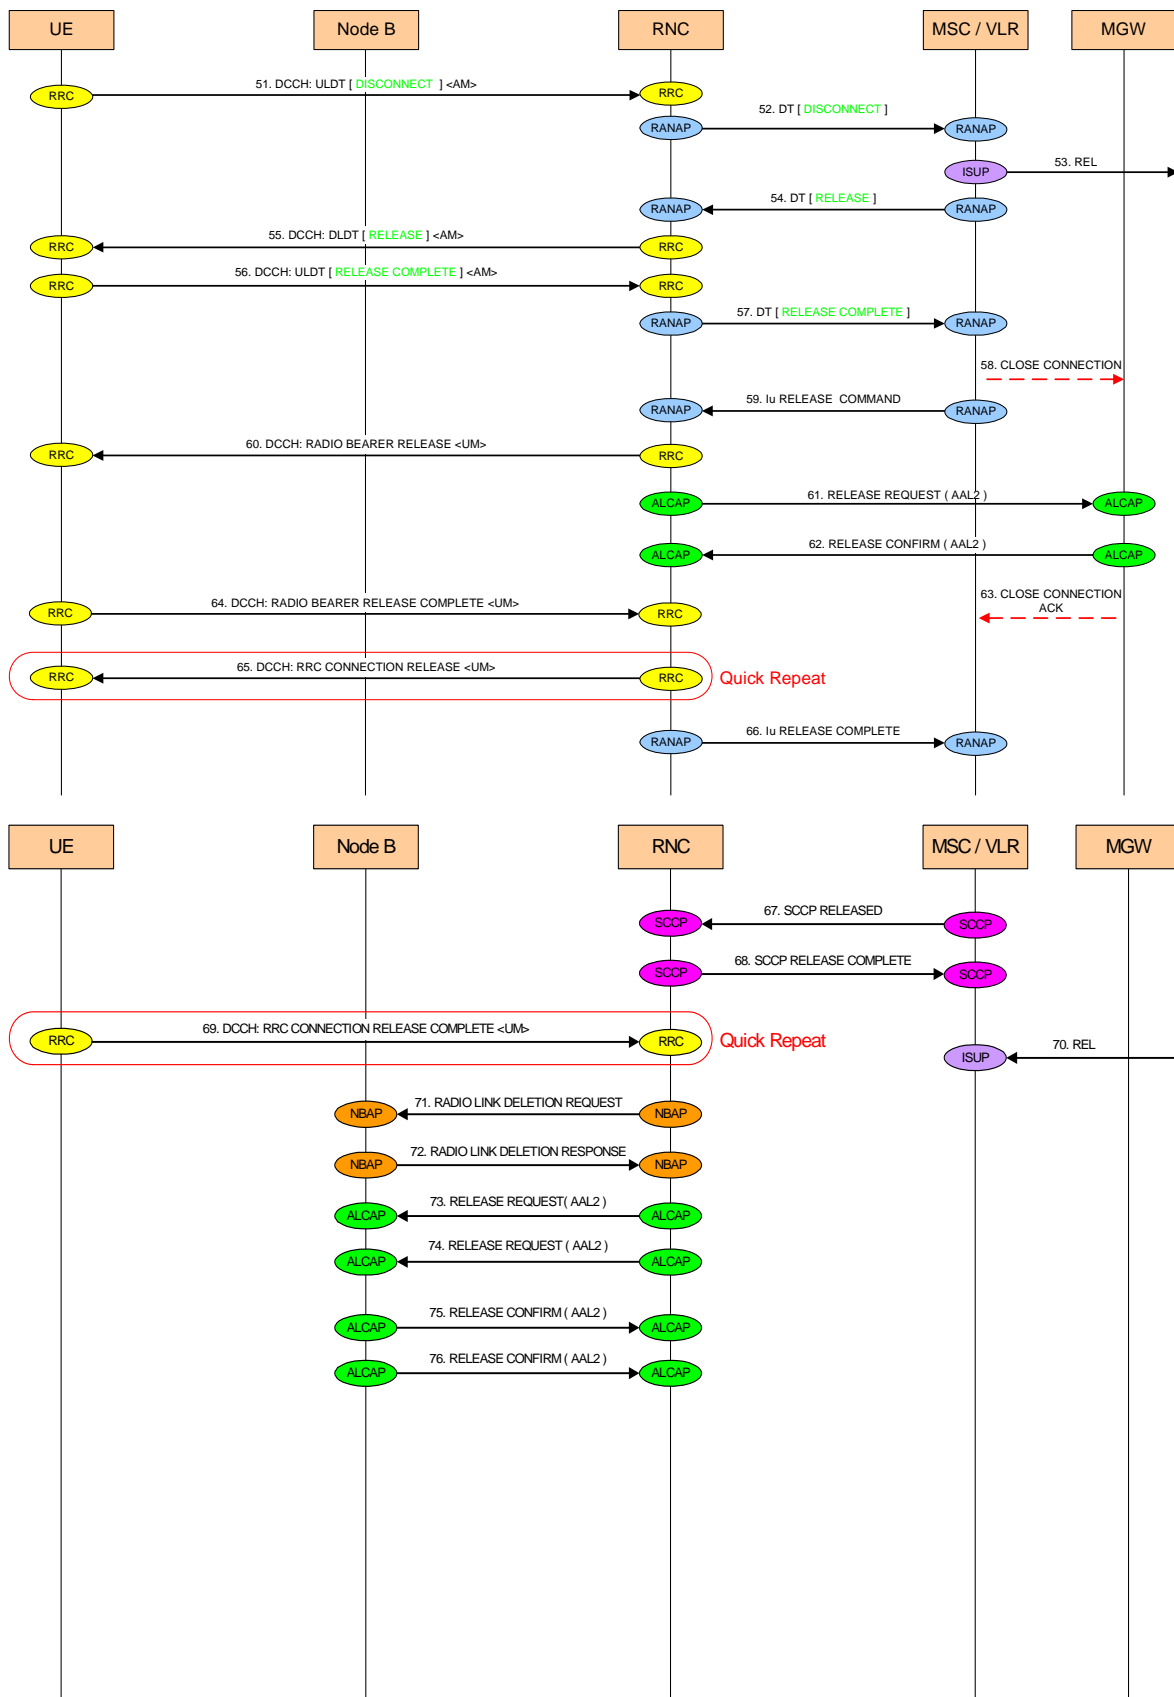 UE Node B RNC MSC / VLR MGW
51. DCCH: ULDT [ DISCONNECT ] <AM>
RRC RRC
52. DT [ DISCONNECT ]
RANAP RANAP
53. REL
ISUP
54. DT [ RELEASE ]
RANAP RANAP
55. DCCH: DLDT [ RELEASE ] <AM>
RRC RRC
56. DCCH: ULDT [ RELEASE COMPLETE ] <AM>
RRC RRC
57. DT [ RELEASE COMPLETE ]
RANAP RANAP
58. CLOSE CONNECTION
59. Iu RELEASE COMMAND
RANAP RANAP
60. DCCH: RADIO BEARER RELEASE <UM>
RRC RRC
61. RELEASE REQUEST ( AAL2 )
ALCAP ALCAP
62. RELEASE CONFIRM ( AAL2 )
ALCAP ALCAP
63. CLOSE CONNECTION
ACK
64. DCCH: RADIO BEARER RELEASE COMPLETE <UM>
RRC RRC
65. DCCH: RRC CONNECTION RELEASE <UM>
RRC RRC Quick Repeat
66. Iu RELEASE COMPLETE
RANAP RANAP
UE Node B RNC MSC / VLR MGW
67. SCCP RELEASED
SCCP SCCP
68. SCCP RELEASE COMPLETE
SCCP SCCP
69. DCCH: RRC CONNECTION RELEASE COMPLETE <UM>
RRC RRC Quick Repeat
70. REL
ISUP
71. RADIO LINK DELETION REQUEST
NBAP NBAP
72. RADIO LINK DELETION RESPONSE
NBAP NBAP
73. RELEASE REQUEST( AAL2 )
ALCAP ALCAP
74. RELEASE REQUEST ( AAL2 )
ALCAP ALCAP
75. RELEASE CONFIRM ( AAL2 )
ALCAP ALCAP
76. RELEASE CONFIRM ( AAL2 )
ALCAP ALCAP